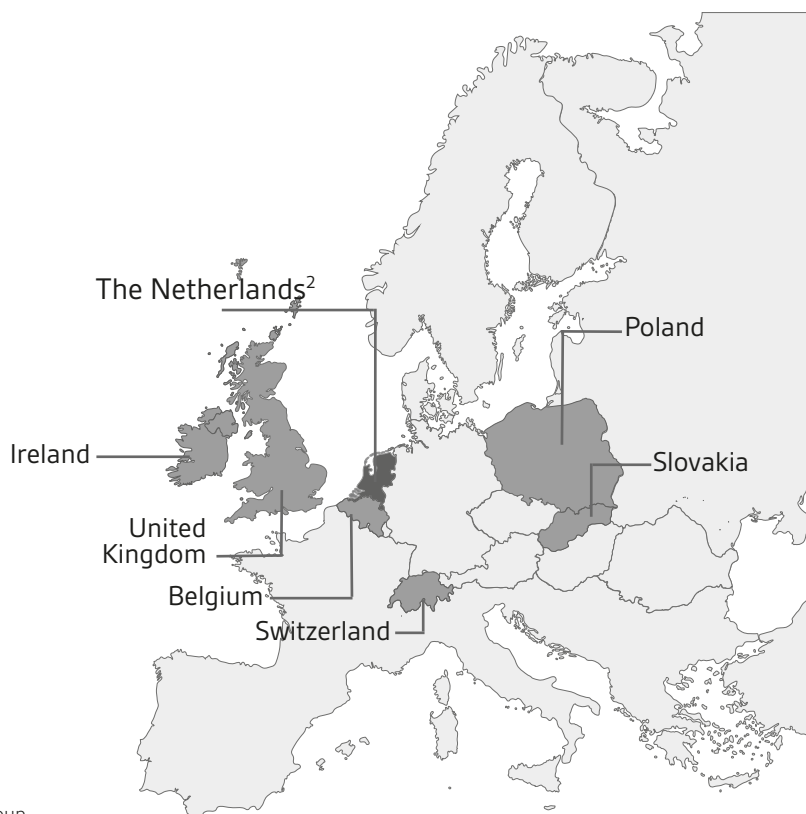 The Netherlands²
Poland
Ireland
Slovakia
United
Kingdom
Belgium
Switzerland